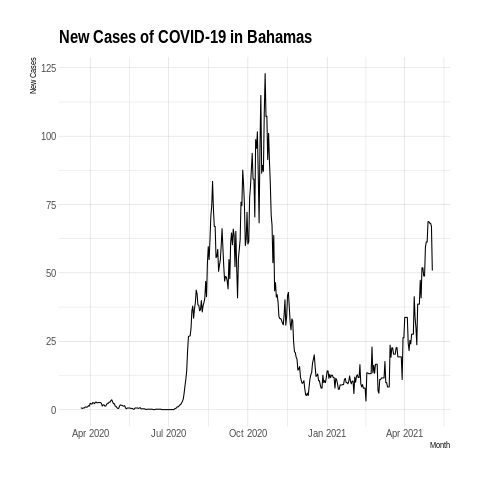 New Cases of COVID-19 in Bahamas
New Cases
125
100
75
50
25
0
Apr 2020
Jul 2020
Oct 2020
Jan 2021
Apr 2021
Month